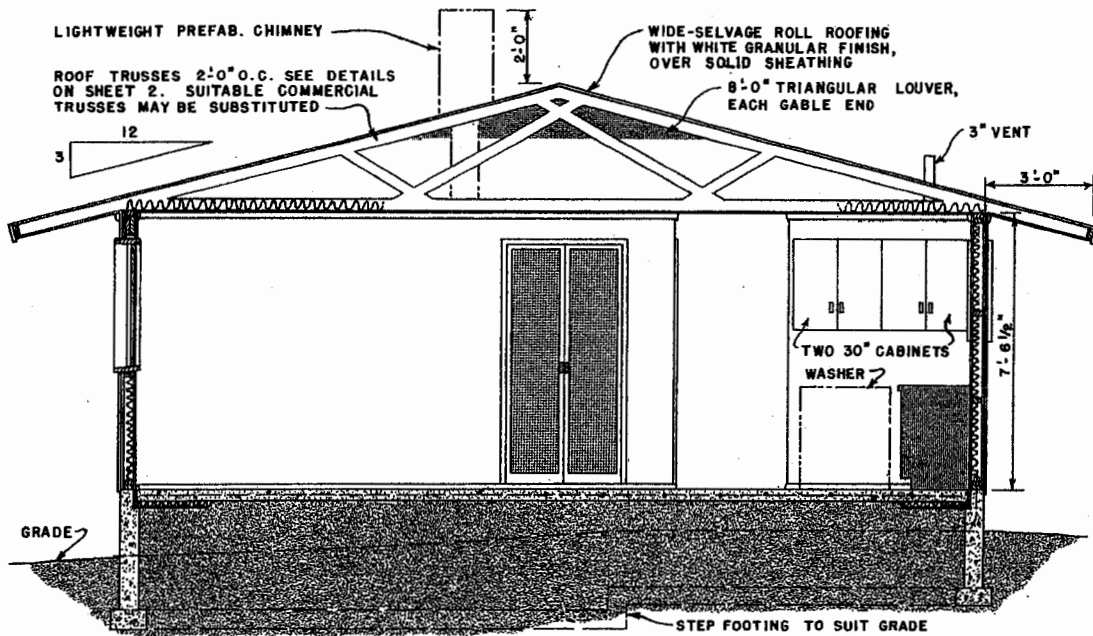 LIGHTWEIGHT PREFAB. CHIMNEY
2'-0"
WIDE-SELVAGE ROLL ROOFING
WITH WHITE GRANULAR FINISH,
OVER SOLID SHEATHING
ROOF TRUSSES 2'-0" O.C. SEE DETAILS
ON SHEET 2. SUITABLE COMMERCIAL
TRUSSES MAY BE SUBSTITUTED
8'-0" TRIANGULAR LOUVER,
EACH GABLE END
12
3
3" VENT
3'-0"
TWO 30" CABINETS
WASHER
7'-6 1/2"
GRADE
STEP FOOTING TO SUIT GRADE